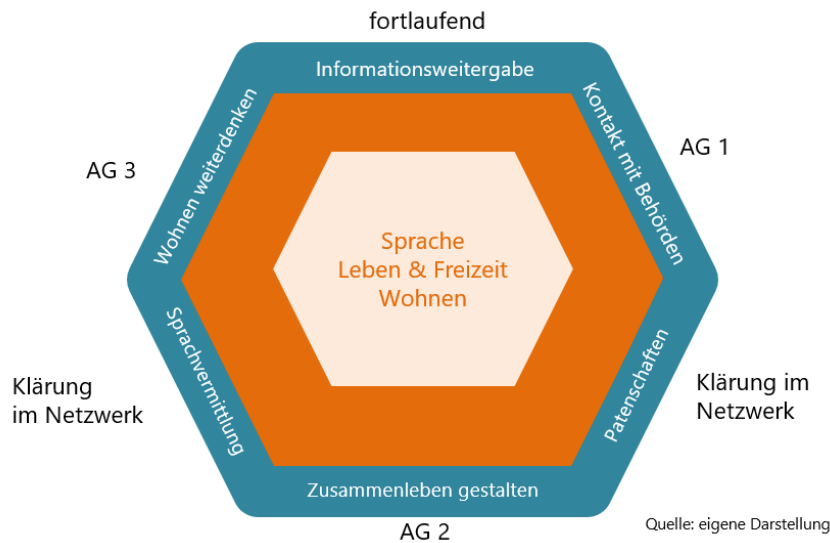 fortlaufend
Informationsweitergabe
Kontakt mit Behörden
AG 1
Wohnen weiterdenken
AG 3
Sprache
Leben & Freizeit
Wohnen
Sprachvermittlung
Klärung
im Netzwerk
Patenschaften
Klärung im
Netzwerk
Zusammenleben gestalten
AG 2
Quelle: eigene Darstellung